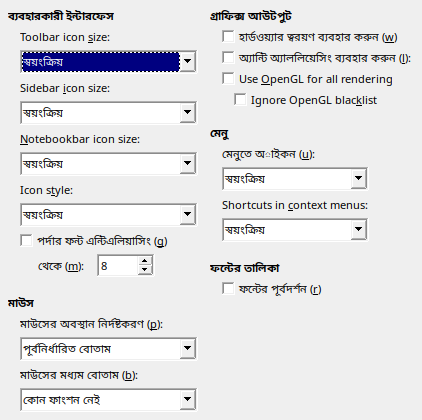 ব্যবহারকারী ইন্টারফেস
Toolbar icon size:
স্বয়ংক্রিয়
Sidebar icon size:
স্বয়ংক্রিয়
Notebookbar icon size:
স্বয়ংক্রিয়
Icon style:
স্বয়ংক্রিয়
পর্দার ফন্ট এন্টিএলিয়াসিং (g)
থেকে (m): 8
মাউস
মাউসের অবস্থান নির্দিষ্টকরণ (p):
পূর্বনির্ধারিত বোতাম
মাউসের মধ্যম বোতাম (b):
কোন ফাংশন নেই
গ্রাফিক্স আউটপুট
হার্ডওয়্যার স্বরয়ণ ব্যবহার করুন (w)
অ্যান্টি অ্যালিয়েসিং ব্যবহার করুন (l):
Use OpenGL for all rendering
Ignore OpenGL blacklist
মেনু
মেনুতে অাইকন (u):
স্বয়ংক্রিয়
Shortcuts in context menus:
স্বয়ংক্রিয়
ফন্টের তালিকা
ফন্টের পূর্বদর্শন (r)